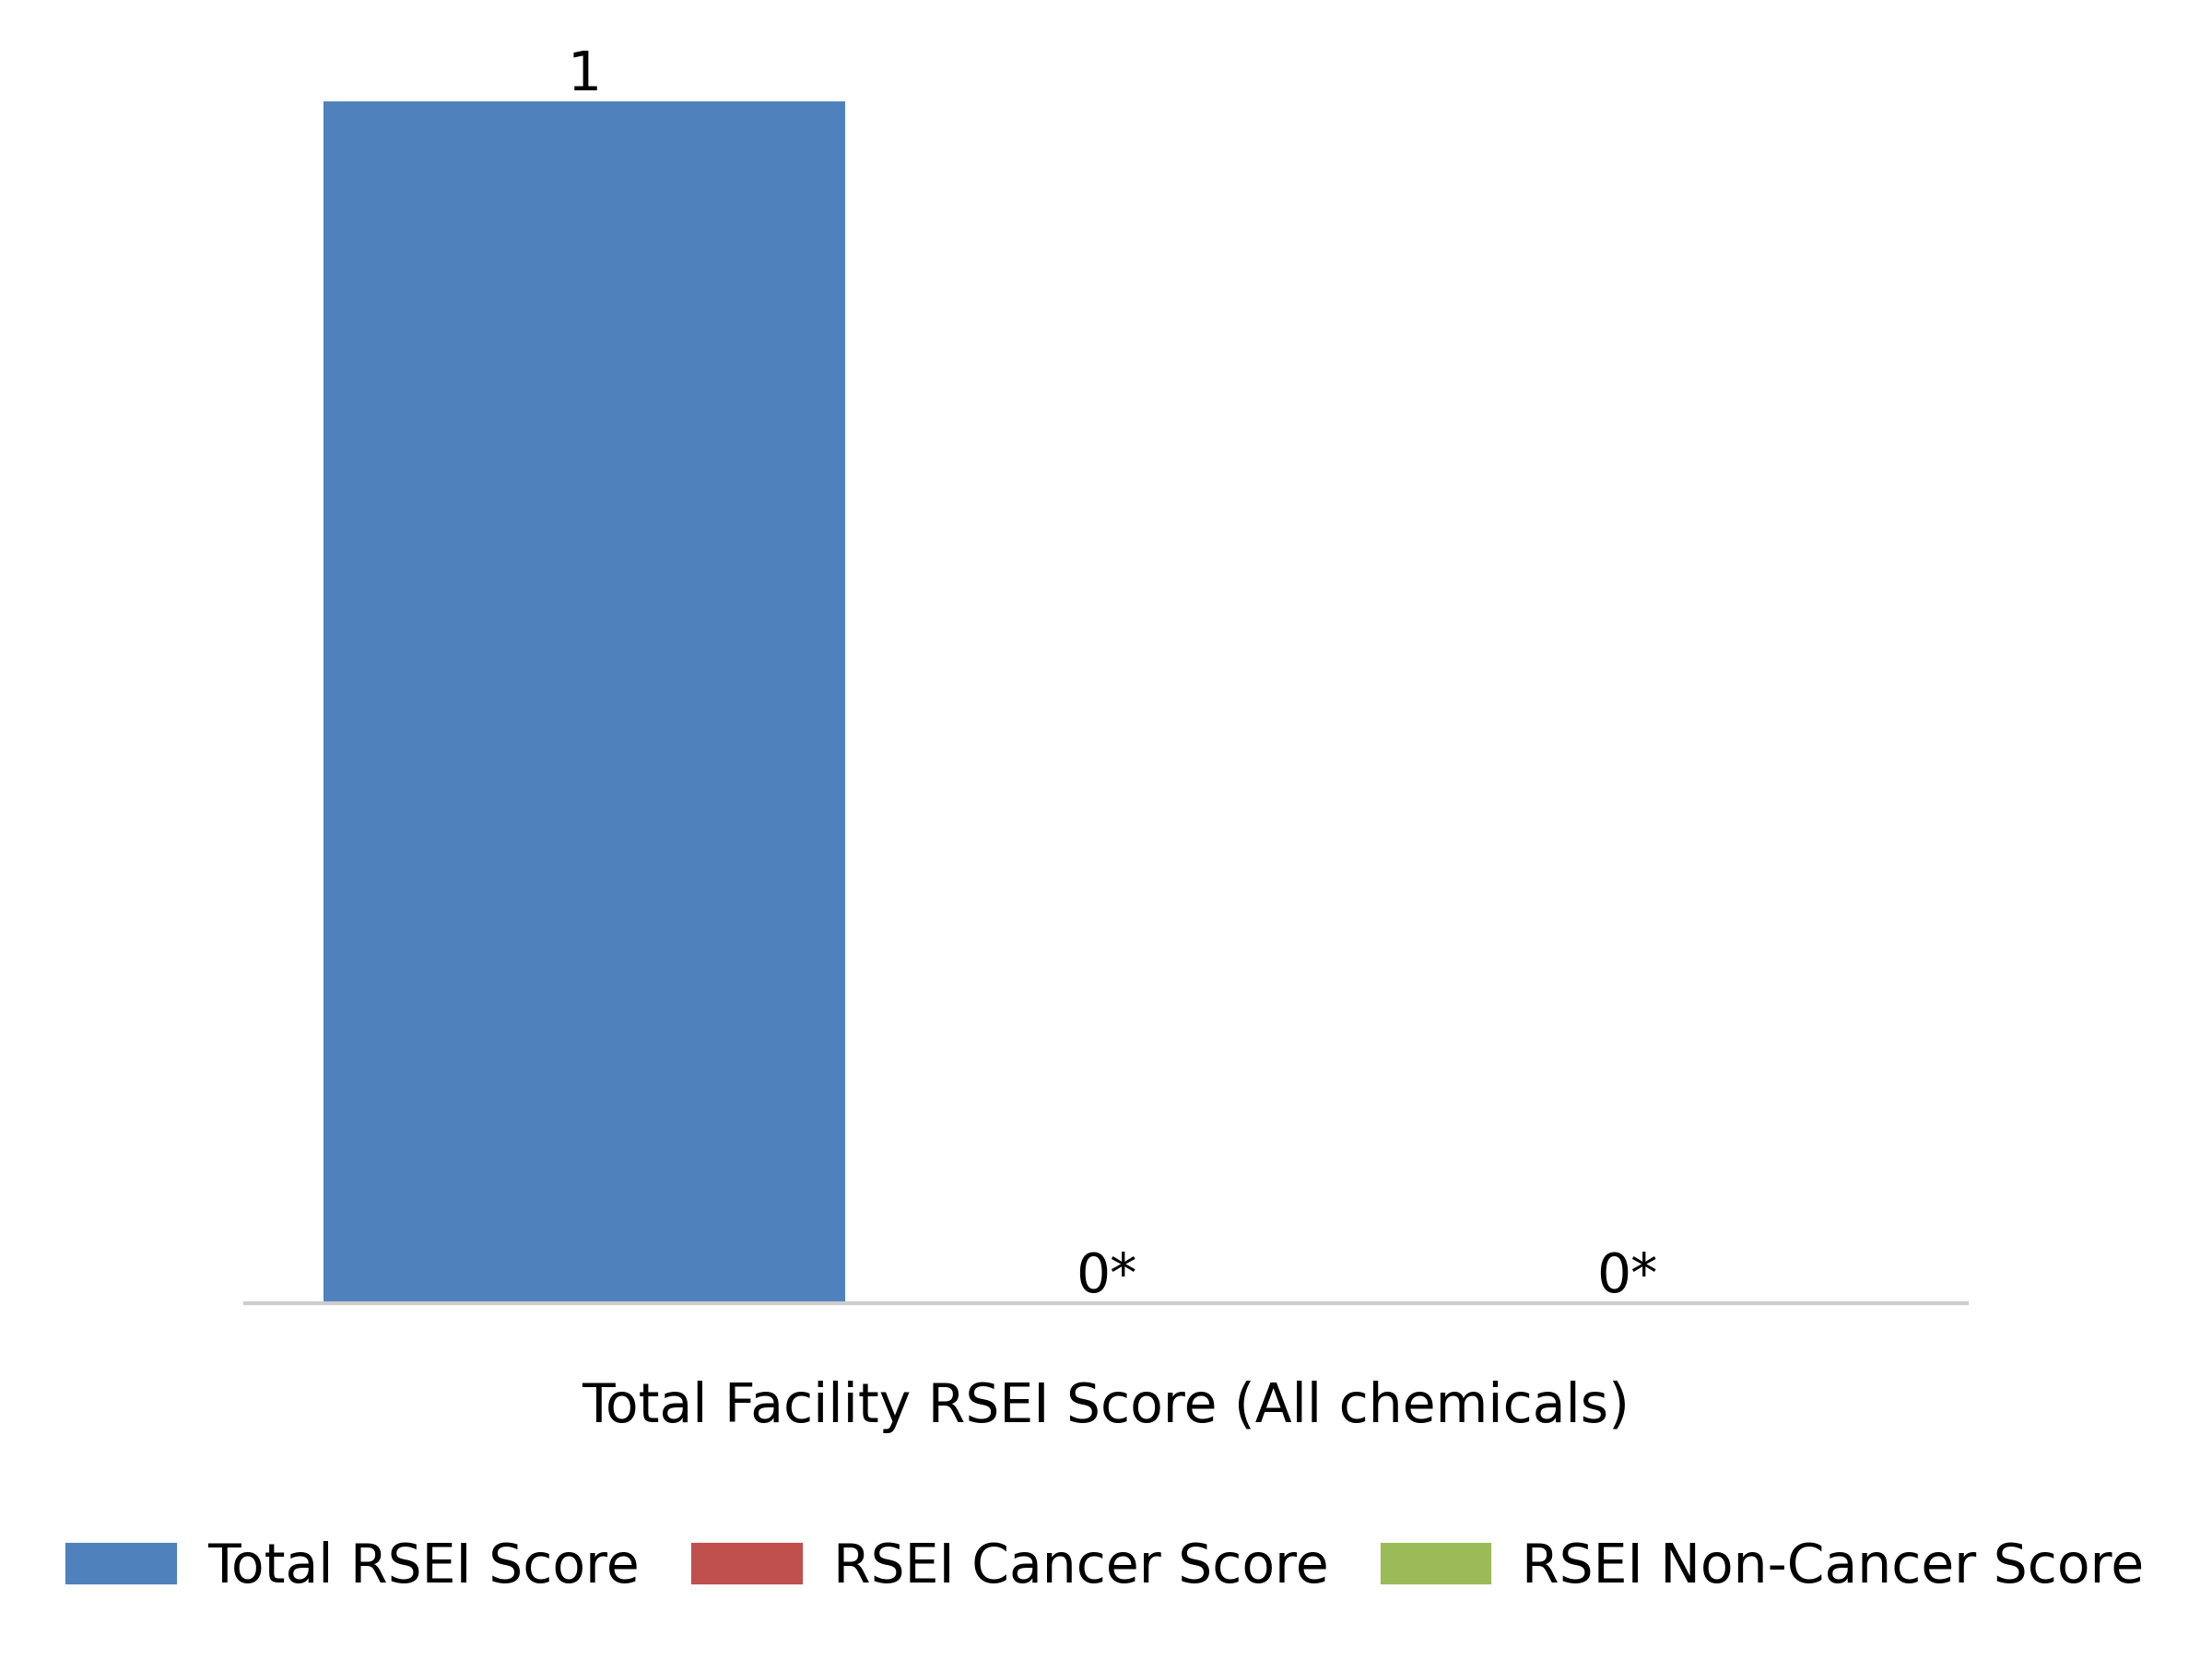 1
0* 0*
Total Facility RSEI Score (All chemicals)
Total RSEI Score RSEI Cancer Score RSEI Non-Cancer Score